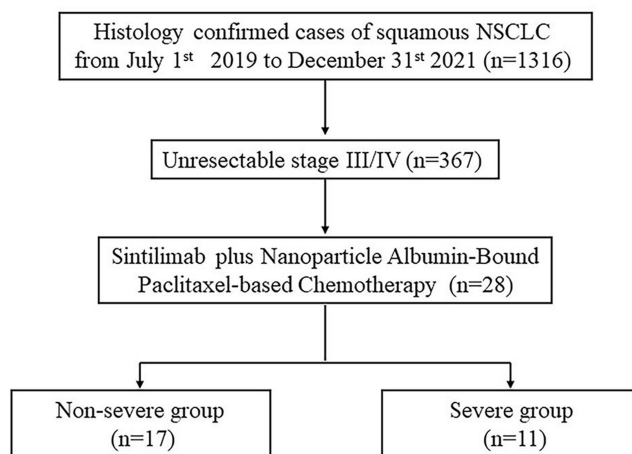 Histology confirmed cases of squamous NSCLC
from July 1st 2019 to December 31st 2021 (n=1316)
Unresectable stage III/IV (n=367)
Sintilimab plus Nanoparticle Albumin-Bound
Paclitaxel-based Chemotherapy (n=28)
Non-severe group
(n=17)
Severe group
(n=11)